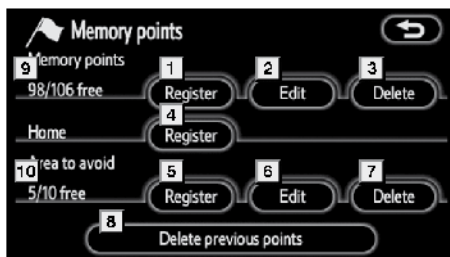 Memory points
9 Memory points 1 2 3
98/106 free Register Edit Delete
4
Home Register
Area to avoid
10 5 6 7
5/10 free Register Edit Delete
8
Delete previous points